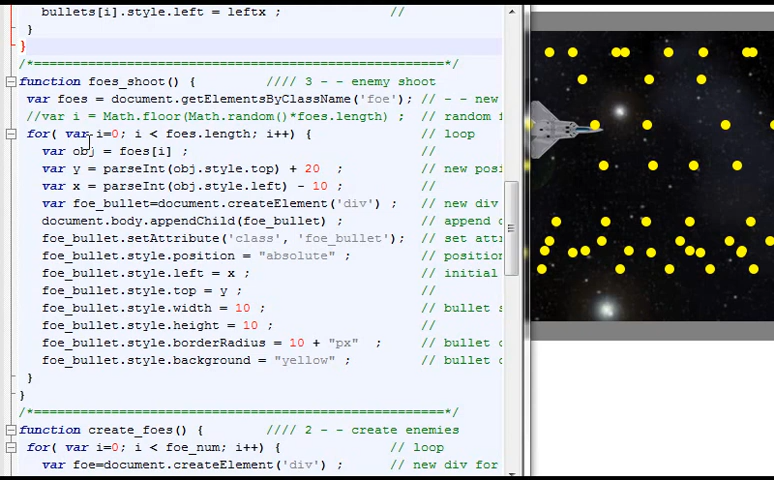 bullets[i].style.left = leftx ; //
}
}
/*====================================================*/
function foes_shoot() { //// 3 - - enemy shoot
var foes = document.getElementsByClassName('foe'); // - - new
//var i = Math.floor(Math.random()*foes.length) ; // random f
for( var i=0; i < foes.length; i++) { // loop
var obj = foes[i] ; //
var y = parseInt(obj.style.top) + 20 ; // new posi
var x = parseInt(obj.style.left) - 10 ; //
var foe_bullet=document.createElement('div') ; // new div
document.body.appendChild(foe_bullet) ; // append
foe_bullet.setAttribute('class', 'foe_bullet'); // set attr
foe_bullet.style.position = "absolute" ; // position
foe_bullet.style.left = x ; // initial
foe_bullet.style.top = y ; //
foe_bullet.style.width = 10 ; // bullet s
foe_bullet.style.height = 10 ; //
foe_bullet.style.borderRadius = 10 + "px" ; // bullet
foe_bullet.style.background = "yellow" ; // bullet
}
}
/*====================================================*/
function create_foes() { //// 2 - - create enemies
for( var i=0; i < foe_num; i++) { // loop
var foe=document.createElement('div') ; // new div for